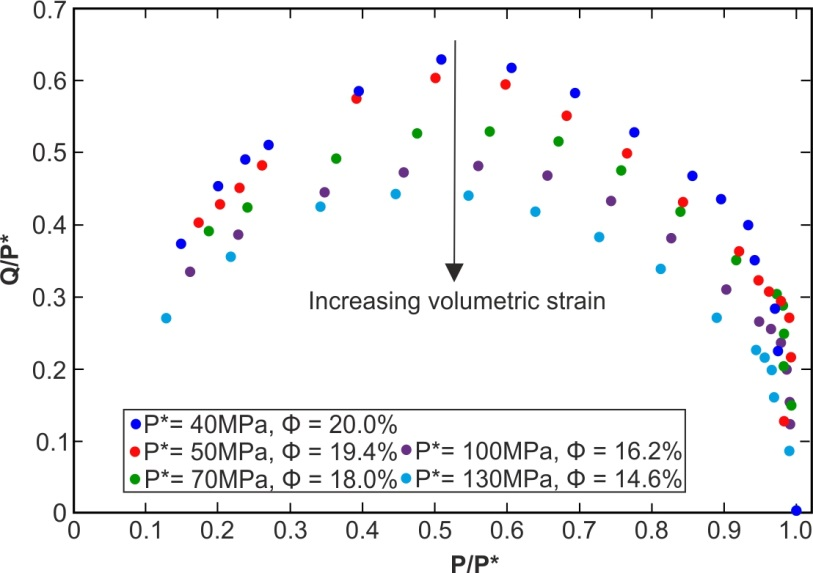 0.7
0.6
0.5
0.4
0.3
0.2
0.1
0
Q/P*
Increasing volumetric strain
P*= 40MPa, Φ = 20.0%
P*= 50MPa, Φ = 19.4%
P*= 100MPa, Φ = 16.2%
P*= 70MPa, Φ = 18.0%
P*= 130MPa, Φ = 14.6%
0 0.1 0.2 0.3 0.4 0.5 0.6 0.7 0.8 0.9 1.0
P/P*